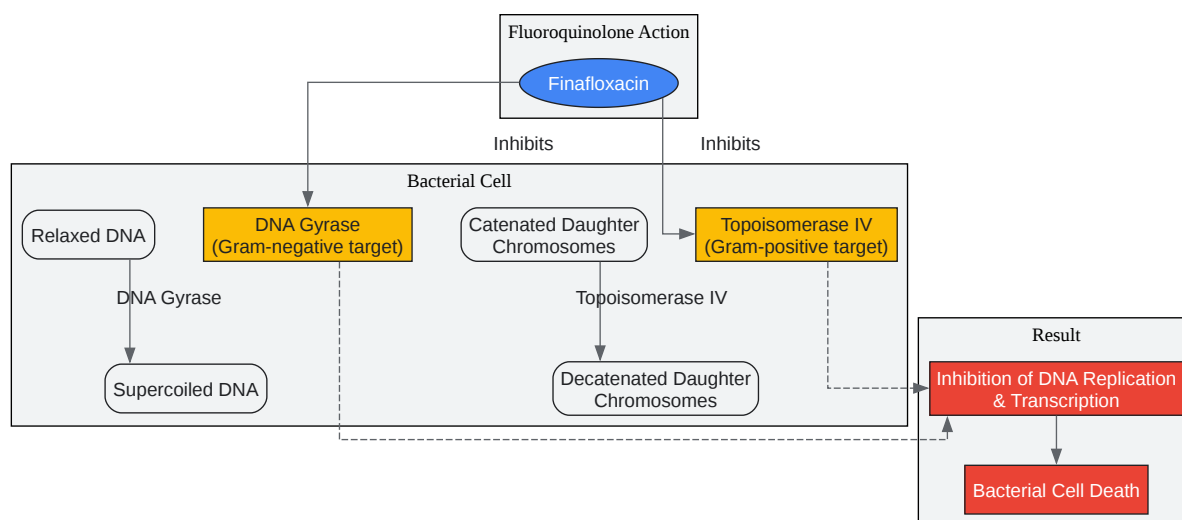 Fluoroquinolone Action
Finafloxacin
Inhibits
Inhibits
Bacterial Cell
Relaxed DNA
DNA Gyrase
(Gram-negative target)
Catenated Daughter
Chromosomes
Topoisomerase IV
(Gram-positive target)
DNA Gyrase
Topoisomerase IV
Supercoiled DNA
Decatenated Daughter
Chromosomes
Result
Inhibition of DNA Replication
& Transcription
Bacterial Cell Death